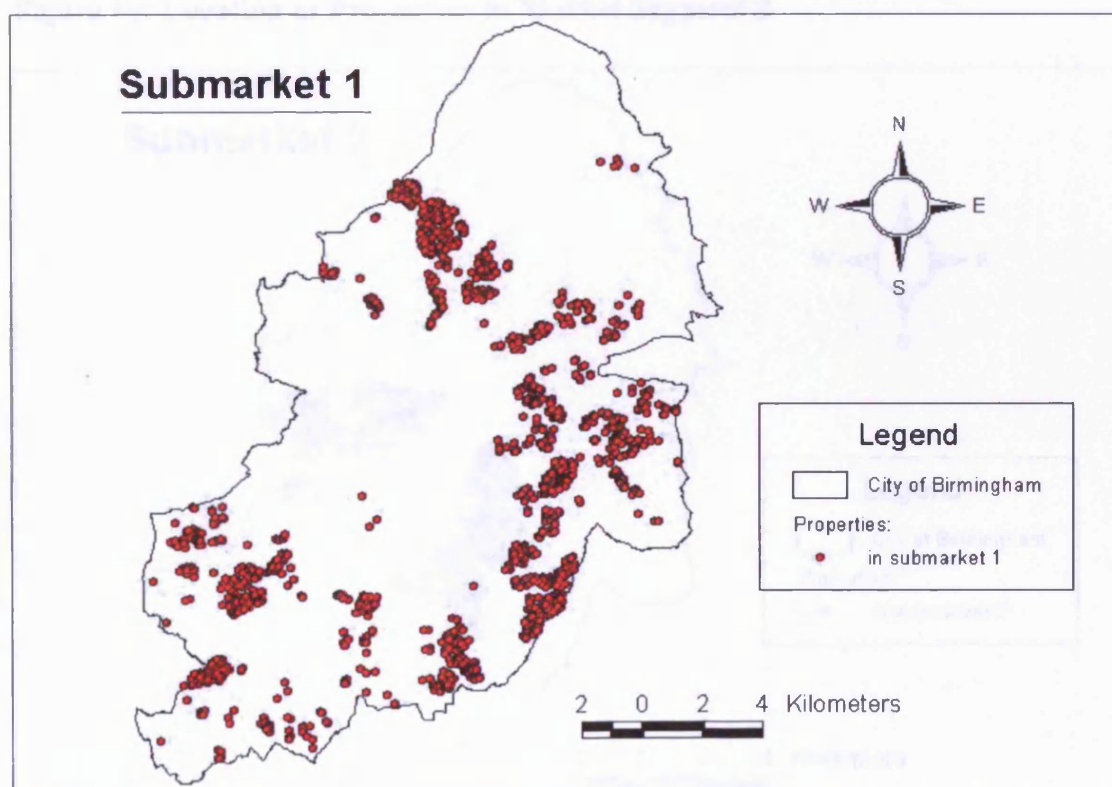 Submarket 1
N
W E
S
Legend
City of Birmingham
Properties:
in submarket 1
2 0 2 4 Kilometers